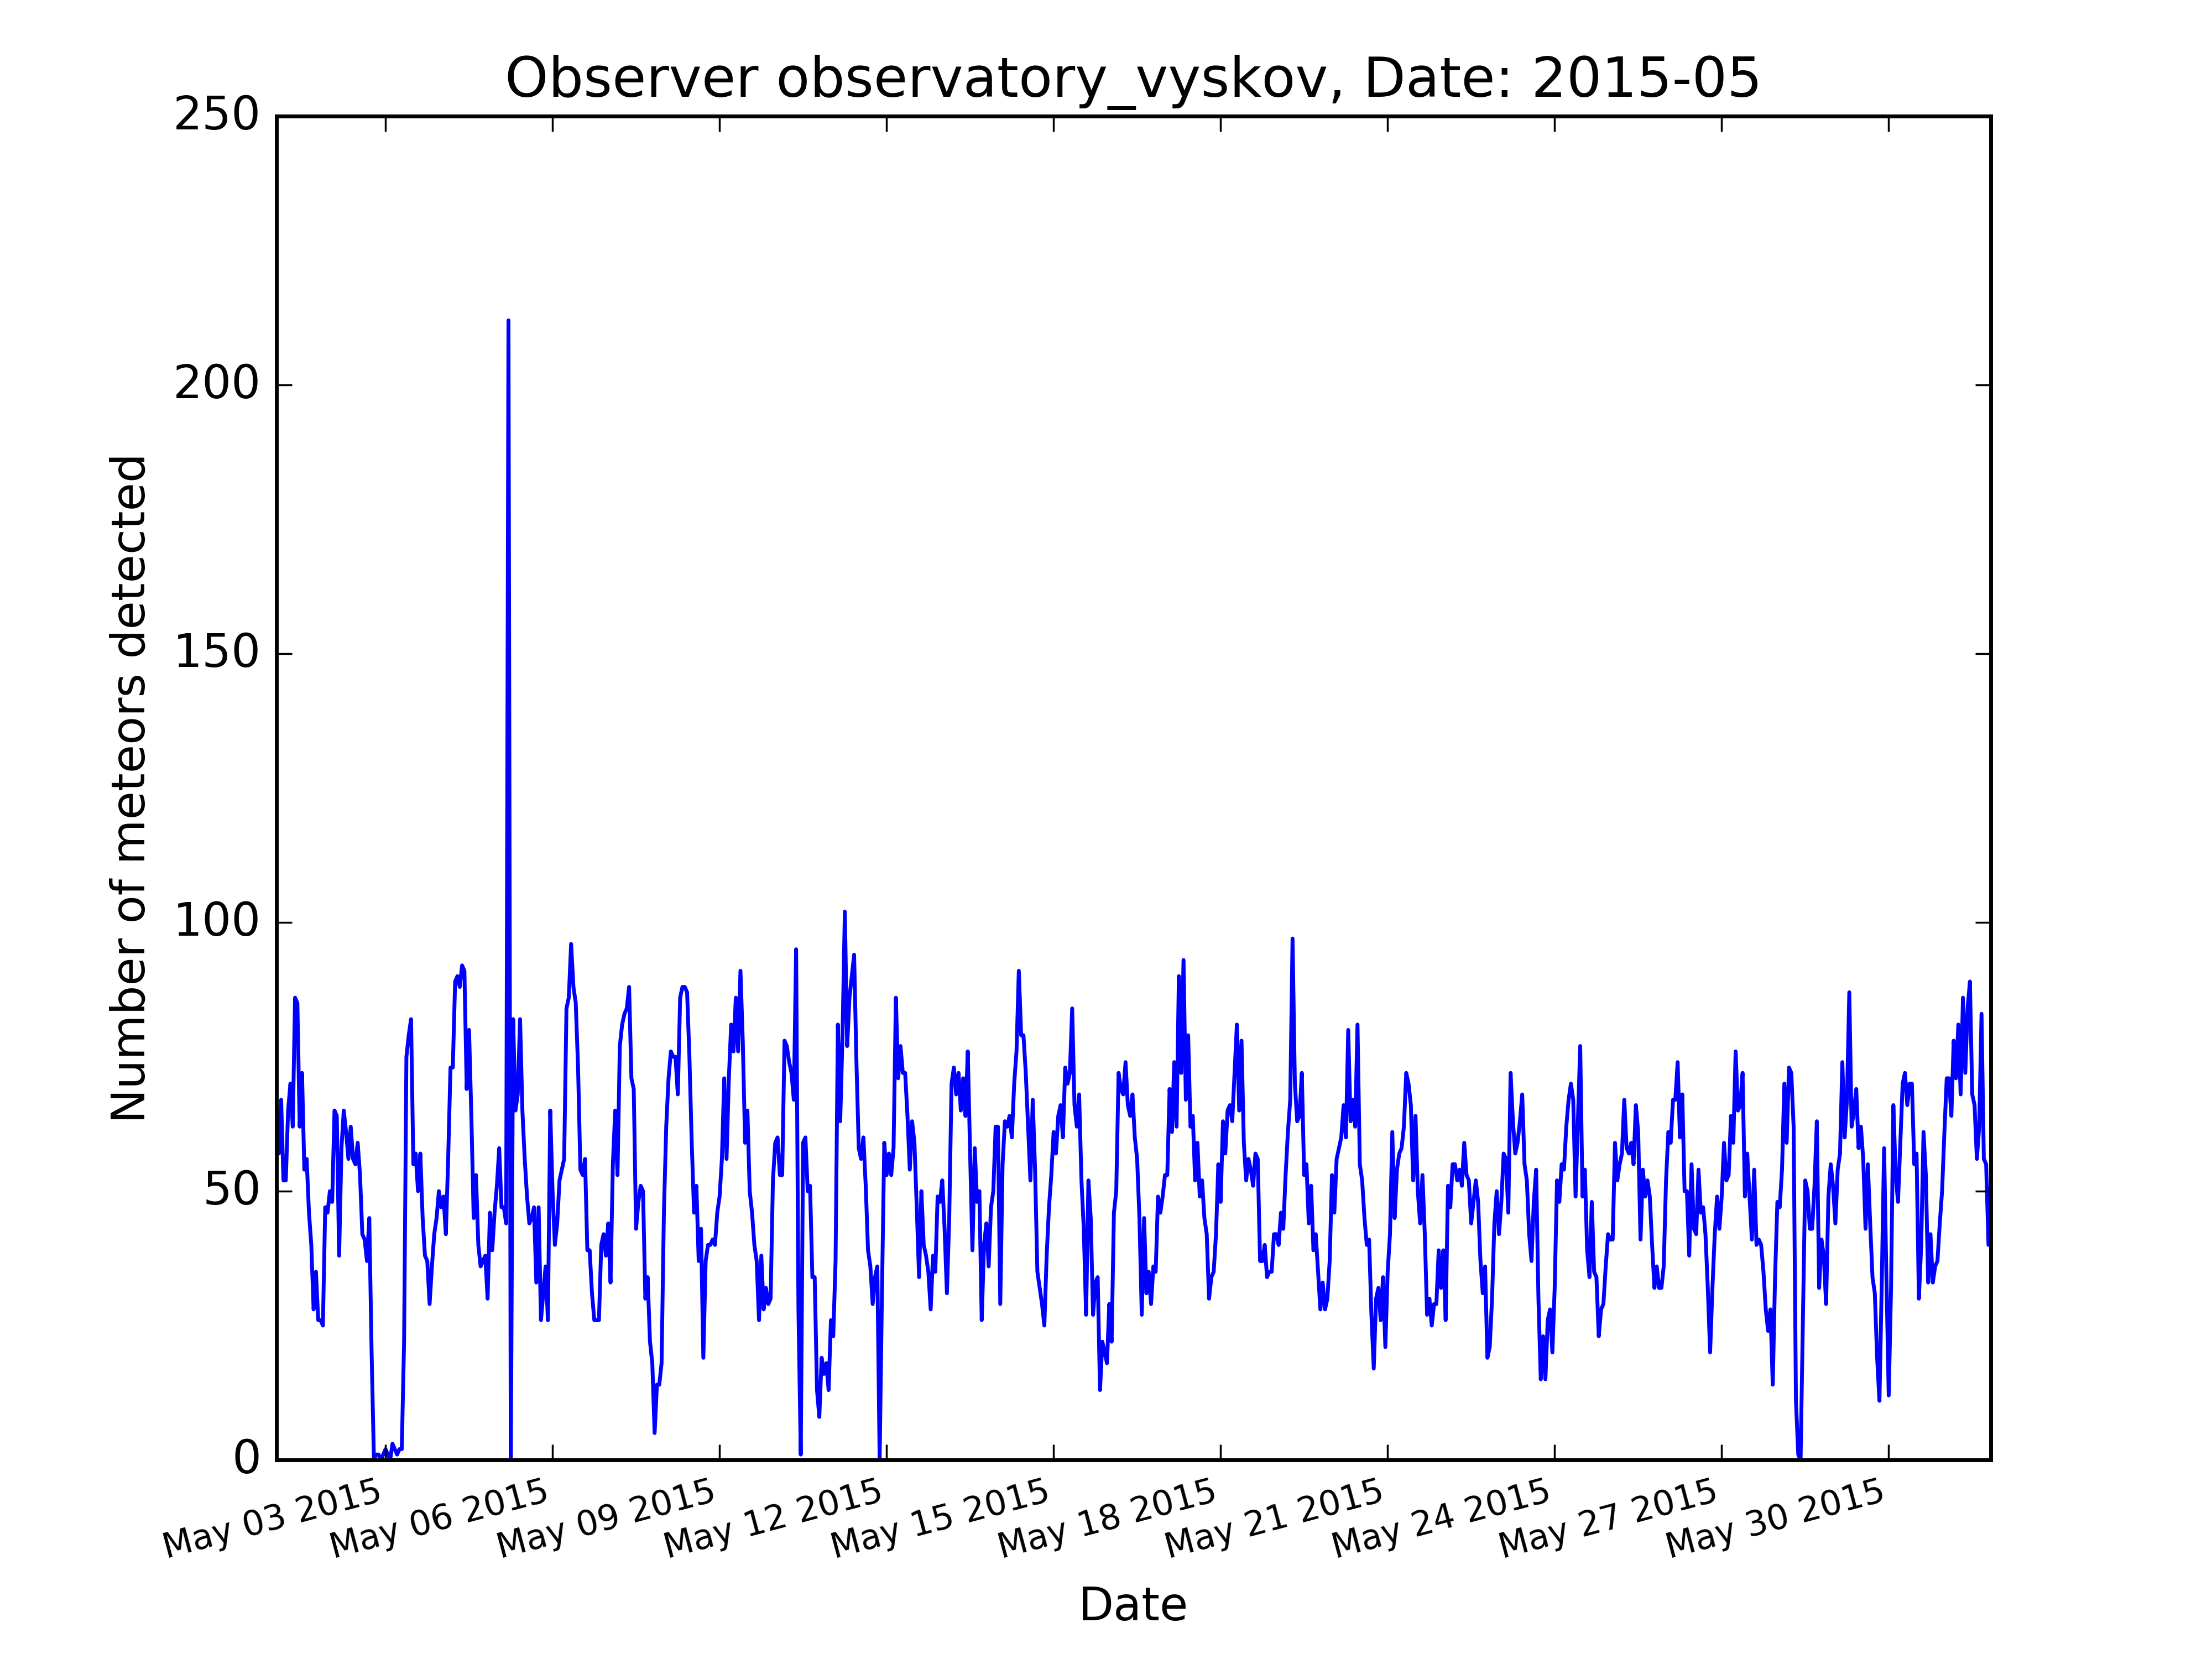 Observer observatory_vyskov, Date: 2015-05
250
200
150
100
50
0
Number of meteors detected
May 03 2015
May 06 2015
May 09 2015
May 12 2015
May 15 2015
May 18 2015
May 21 2015
May 24 2015
May 27 2015
May 30 2015
Date